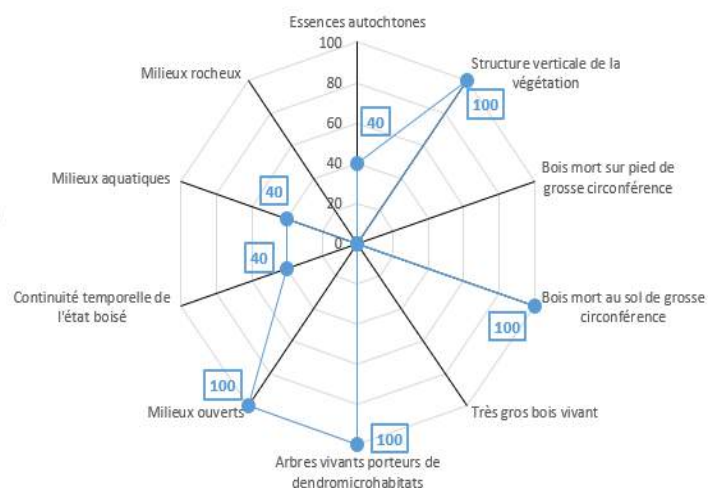 Essences autochtones
100
Milieux rocheux
Structure verticale de la
végétation
80
100
60
40
Bois mort sur pied de
grosse circonférence
Milieux aquatiques
40
40
20
0
40
Continuité temporelle de
l'état boisé
Bois mort au sol de grosse
circonférence
100
100
Milieux ouverts
Très gros bois vivant
100
Arbres vivants porteurs de
dendromicrohabitats